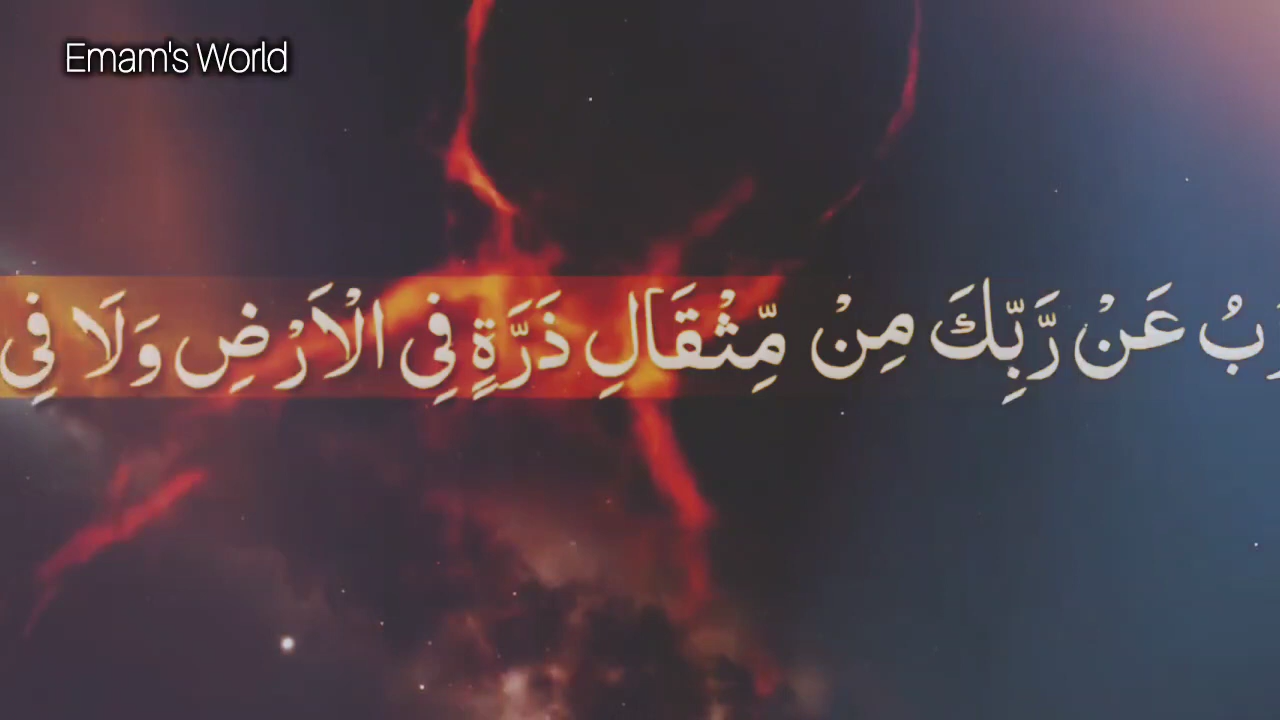 Emam's World
بُ عَنْ رَّبِّكَ مِنْ مِّثْقَالِ ذَرَّةٍ فِى الْاَرْضِ وَلَا فِى